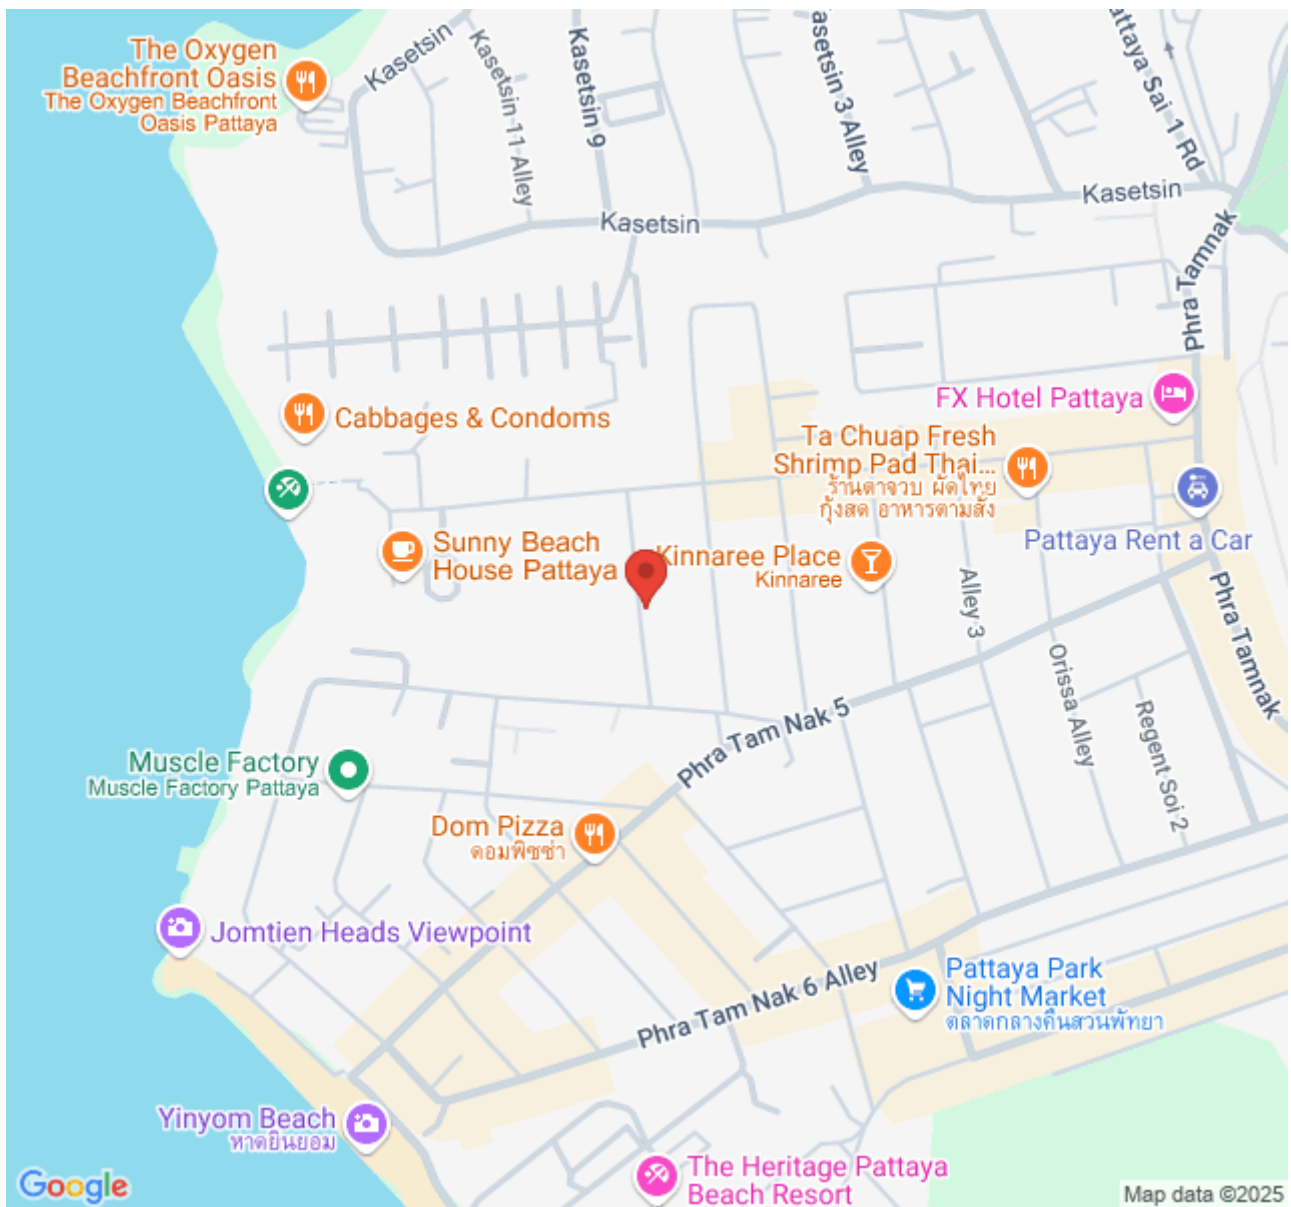 The Oxygen
Beachfront Oasis
The Oxygen Beachfront
Oasis Pattaya
Kasetsin
Kasetsin 11 Alley
Kasetsin 9
asetsin 3 Alley
attaya Sai 1 Rd
Kasetsin
Kasetsin
Phra Tamnak
Cabbages & Condoms
FX Hotel Pattaya
Ta Chuap Fresh
Shrimp Pad Thai...
ร้านตาจวบ ผัดไทย
กุ้งสด อาหารตามสั่ง
Sunny Beach
House Pattaya
Kinnaree Place
Kinnaree
Pattaya Rent a Car
Alley 3
Phra Tamnak
Orissa Alley
Regent Soi 2
Phra Tam Nak 5
Muscle Factory
Muscle Factory Pattaya
Dom Pizza
ดอมพิซซ่า
Jomtien Heads Viewpoint
Phra Tam Nak 6 Alley
Pattaya Park
Night Market
ตลาดกลางคืนสวนพัทยา
Yinyom Beach
หาดยินยอม
The Heritage Pattaya
Beach Resort
Google
Map data ©2025